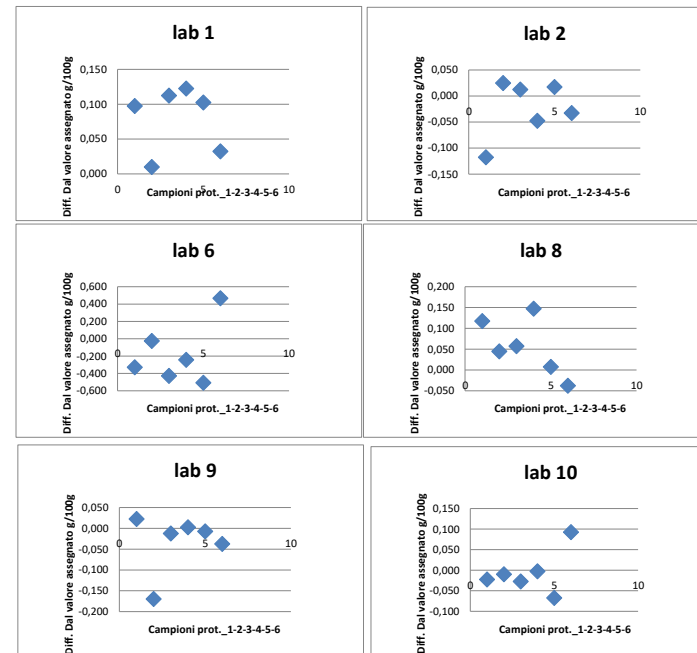 lab 1
Diff. Dal valore assegnato g/100g
0,150
0,100
0,050
0,000
0
5
10
Campioni prot._1-2-3-4-5-6
lab 2
Diff. Dal valore assegnato g/100g
0,050
0,000
-0,050
-0,100
-0,150
0
5
10
Campioni prot._1-2-3-4-5-6
lab 6
Diff. Dal valore assegnato g/100g
0,600
0,400
0,200
0,000
-0,200
-0,400
-0,600
0
5
10
Campioni prot._1-2-3-4-5-6
lab 8
Diff. Dal valore assegnato g/100g
0,200
0,150
0,100
0,050
0,000
-0,050
0
5
10
Campioni prot._1-2-3-4-5-6
lab 9
Diff. Dal valore assegnato g/100g
0,050
0,000
-0,050
-0,100
-0,150
-0,200
0
5
10
Campioni prot._1-2-3-4-5-6
lab 10
Diff. Dal valore assegnato g/100g
0,150
0,100
0,050
0,000
-0,050
-0,100
0
5
10
Campioni prot._1-2-3-4-5-6